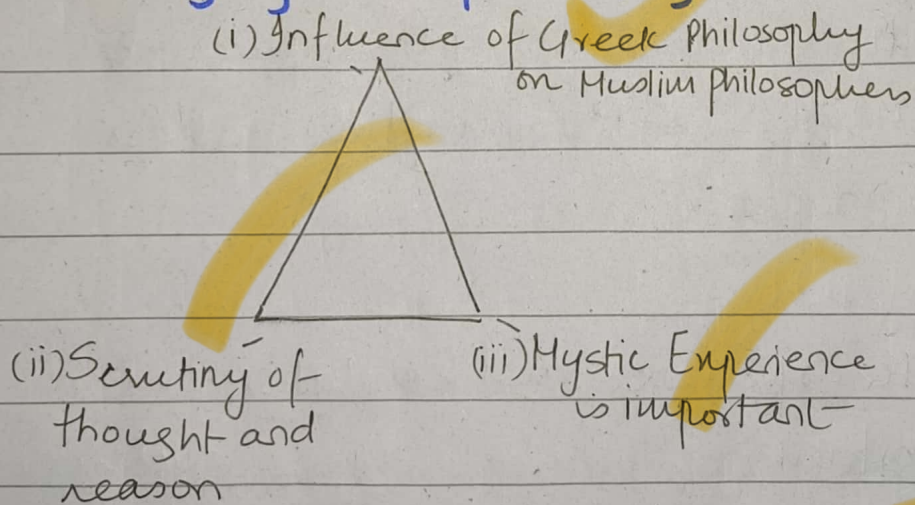 (i) Influence of Greek Philosophy
on Muslim Philosophers
(ii) Scrutiny of
thought and
reason
(iii) Mystic Experience
is important